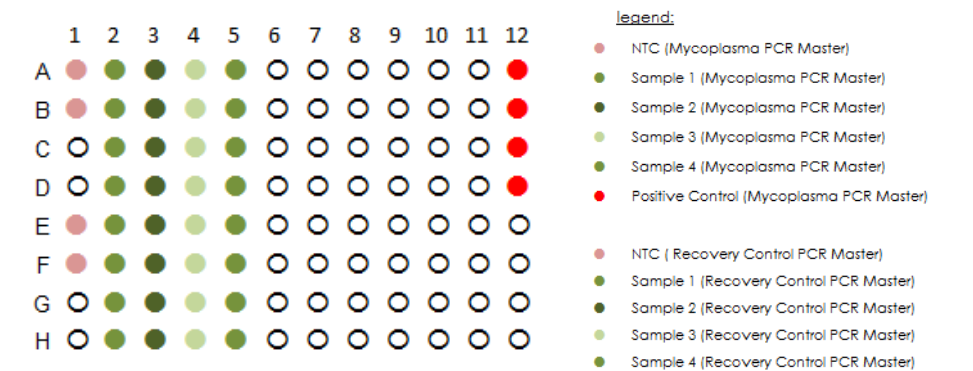 legend:
1 2 3 4 5 6 7 8 9 10 11 12
A
B
C
D
E
F
G
H
NTC (Mycoplasma PCR Master)
Sample 1 (Mycoplasma PCR Master)
Sample 2 (Mycoplasma PCR Master)
Sample 3 (Mycoplasma PCR Master)
Sample 4 (Mycoplasma PCR Master)
Positive Control (Mycoplasma PCR Master)
NTC ( Recovery Control PCR Master)
Sample 1 (Recovery Control PCR Master)
Sample 2 (Recovery Control PCR Master)
Sample 3 (Recovery Control PCR Master)
Sample 4 (Recovery Control PCR Master)